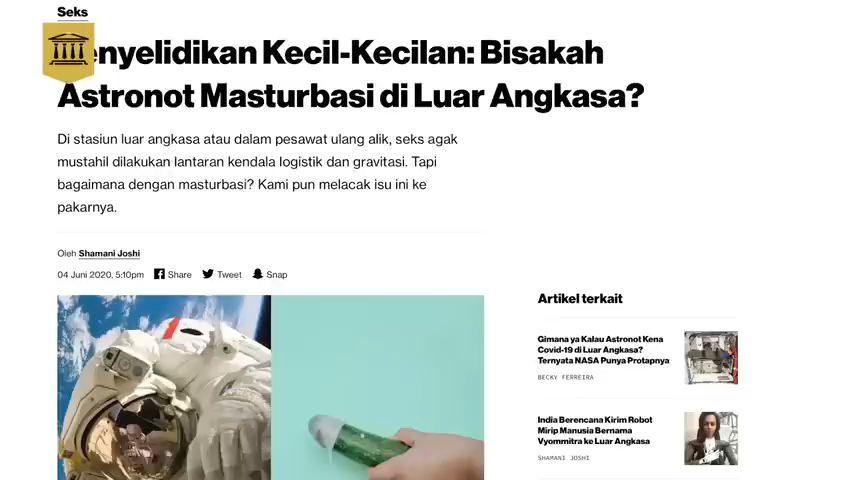 Seks
enyelidikan Kecil-Kecilan: Bisakah
Astronot Masturbasi di Luar Angkasa?
Di stasiun luar angkasa atau dalam pesawat ulang alik, seks agak
mustahil dilakukan lantaran kendala logistik dan gravitasi. Tapi
bagaimana dengan masturbasi? Kami pun melacak isu ini ke
pakarnya.
Oleh Shamani Joshi
04 Juni 2020, 5:10pm Share Tweet Snap
Artikel terkait
Gimana ya Kalau Astronot Kena
Covid-19 di Luar Angkasa?
Ternyata NASA Punya Protapnya
BECKY FERREIRA
India Berencana Kirim Robot
Mirip Manusia Bernama
Vyommitra ke Luar Angkasa
SHAMANI JOSHI